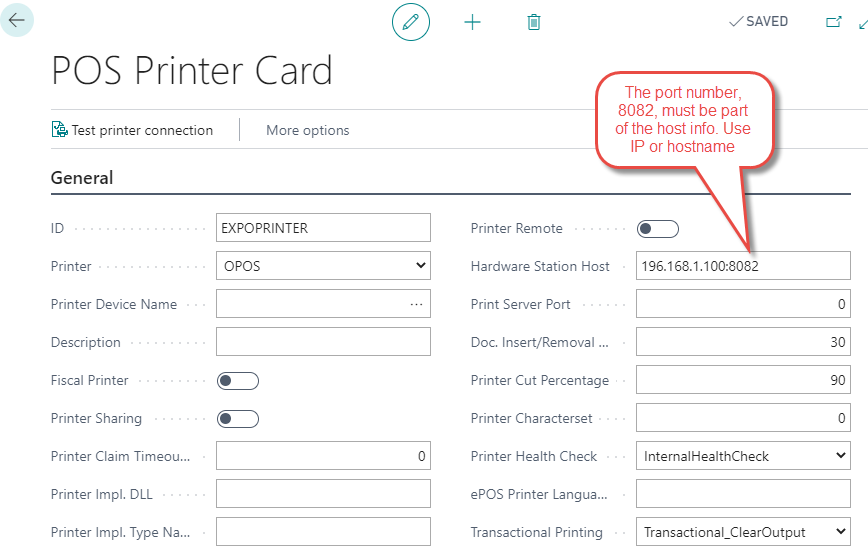 SAVED
POS Printer Card
The port number,
8082, must be part
of the host info. Use
IP or hostname
Test printer connection
More options
General
ID
EXPOPRINTER
Printer
OPOS
Printer Device Name
...
Description
Fiscal Printer
Printer Sharing
Printer Claim Timeou...
0
Printer Impl. DLL
Printer Impl. Type Na...
Printer Remote
Hardware Station Host
196.168.1.100:8082
Print Server Port
0
Doc. Insert/Removal ...
30
Printer Cut Percentage
90
Printer Characterset
0
Printer Health Check
InternalHealthCheck
ePOS Printer Langua...
Transactional Printing
Transactional_ClearOutput